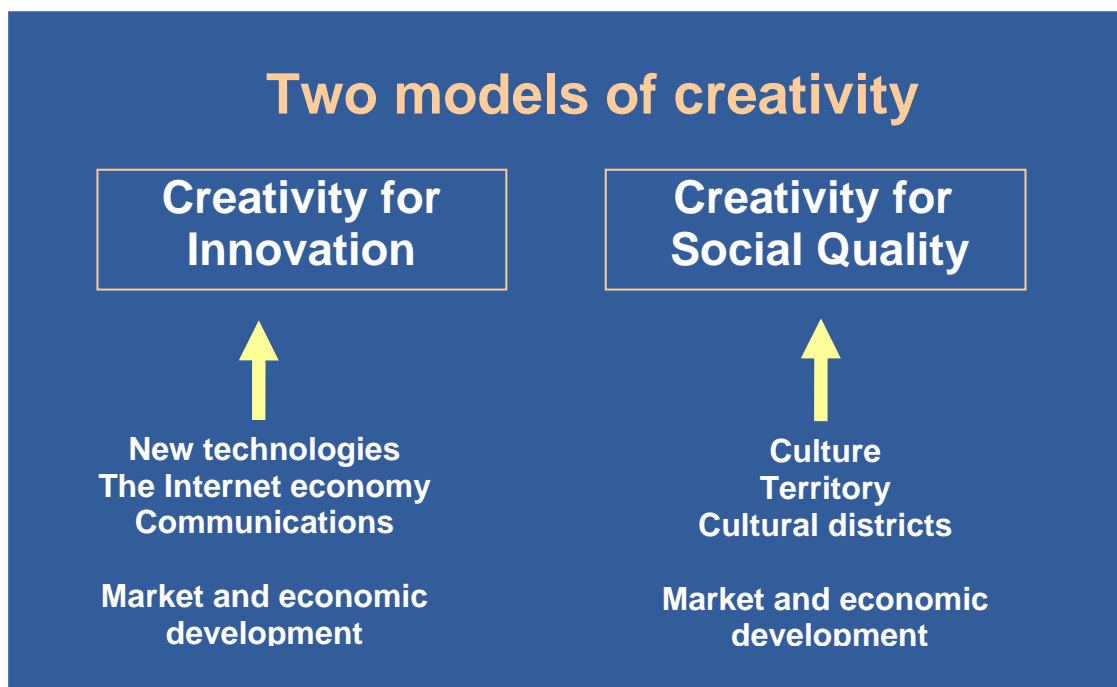 Two models of creativity
Creativity for
Innovation
Creativity for
Social Quality
New technologies
The Internet economy
Communications
Market and economic
development
Culture
Territory
Cultural districts
Market and economic
development